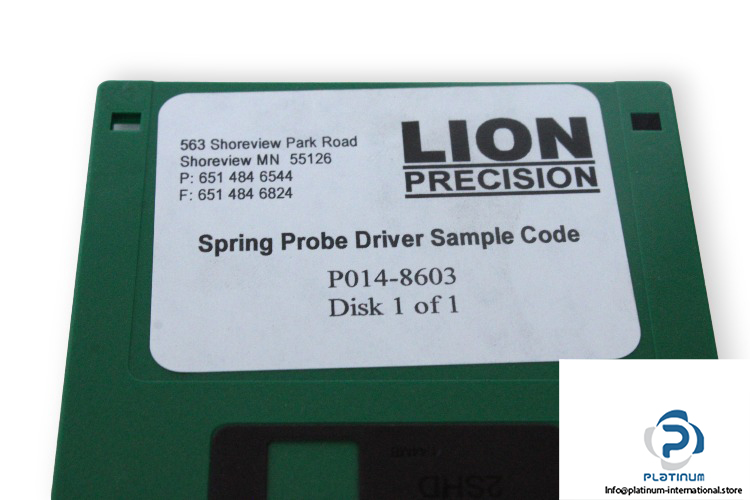 563 Shoreview Park Road
Shoreview MN 55126
P: 651 484 6544
F: 651 484 6824
LION
PRECISION
Spring Probe Driver Sample Code
P014-8603
Disk 1 of 1
2SHD
PLATINUM
Info@platinum-international.store